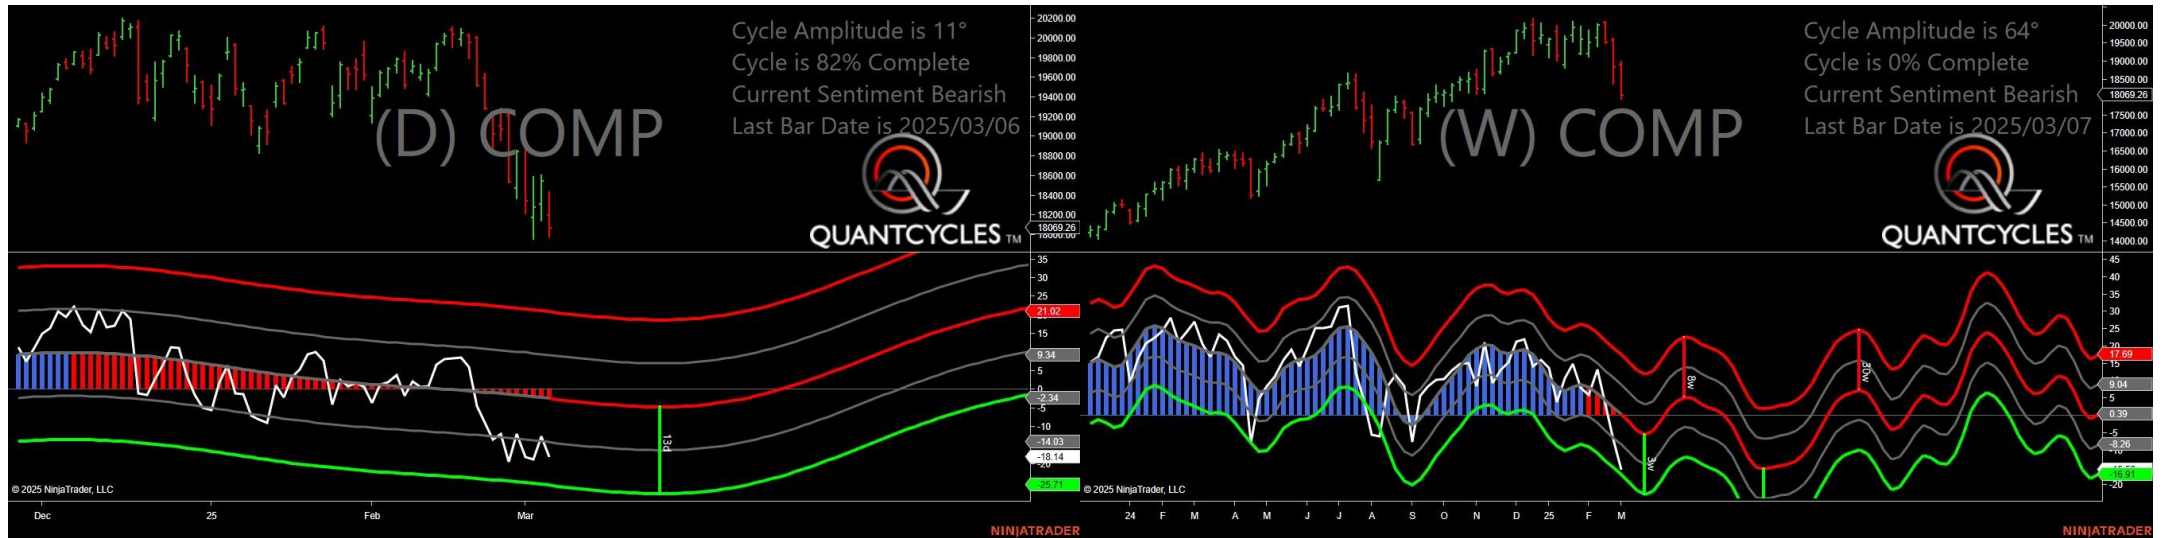 Cycle Amplitude is 11°
Cycle is 82% Complete
Current Sentiment Bearish
Last Bar Date is 2025/03/06
(D) COMP
QUANTCYCLES TM
20200.00
20000.00
19800.00
19600.00
19400.00
19200.00
19000.00
18800.00
18600.00
18400.00
18200.00
18069.26
18000.00
35
30
25
21.02
15
9.34
5
0
-2.34
-5
-10
-14.03
-18.14
-20
-25.71
13d
© 2025 NinjaTrader, LLC
Dec 25 Feb Mar
NINJATRADER
Cycle Amplitude is 64°
Cycle is 0% Complete
Current Sentiment Bearish
Last Bar Date is 2025/03/07
(W) COMP
QUANTCYCLES TM
20000.00
19500.00
19000.00
18500.00
18069.26
17500.00
17000.00
16500.00
16000.00
15500.00
15000.00
14500.00
14000.00
45
40
35
30
25
20
17.69
9.04
5
0.39
-5
-8.26
-10
-16.91
-20
3w
8w
© 2025 NinjaTrader, LLC
24 F M A M J J A S O N D 25 F M
NINJATRADER